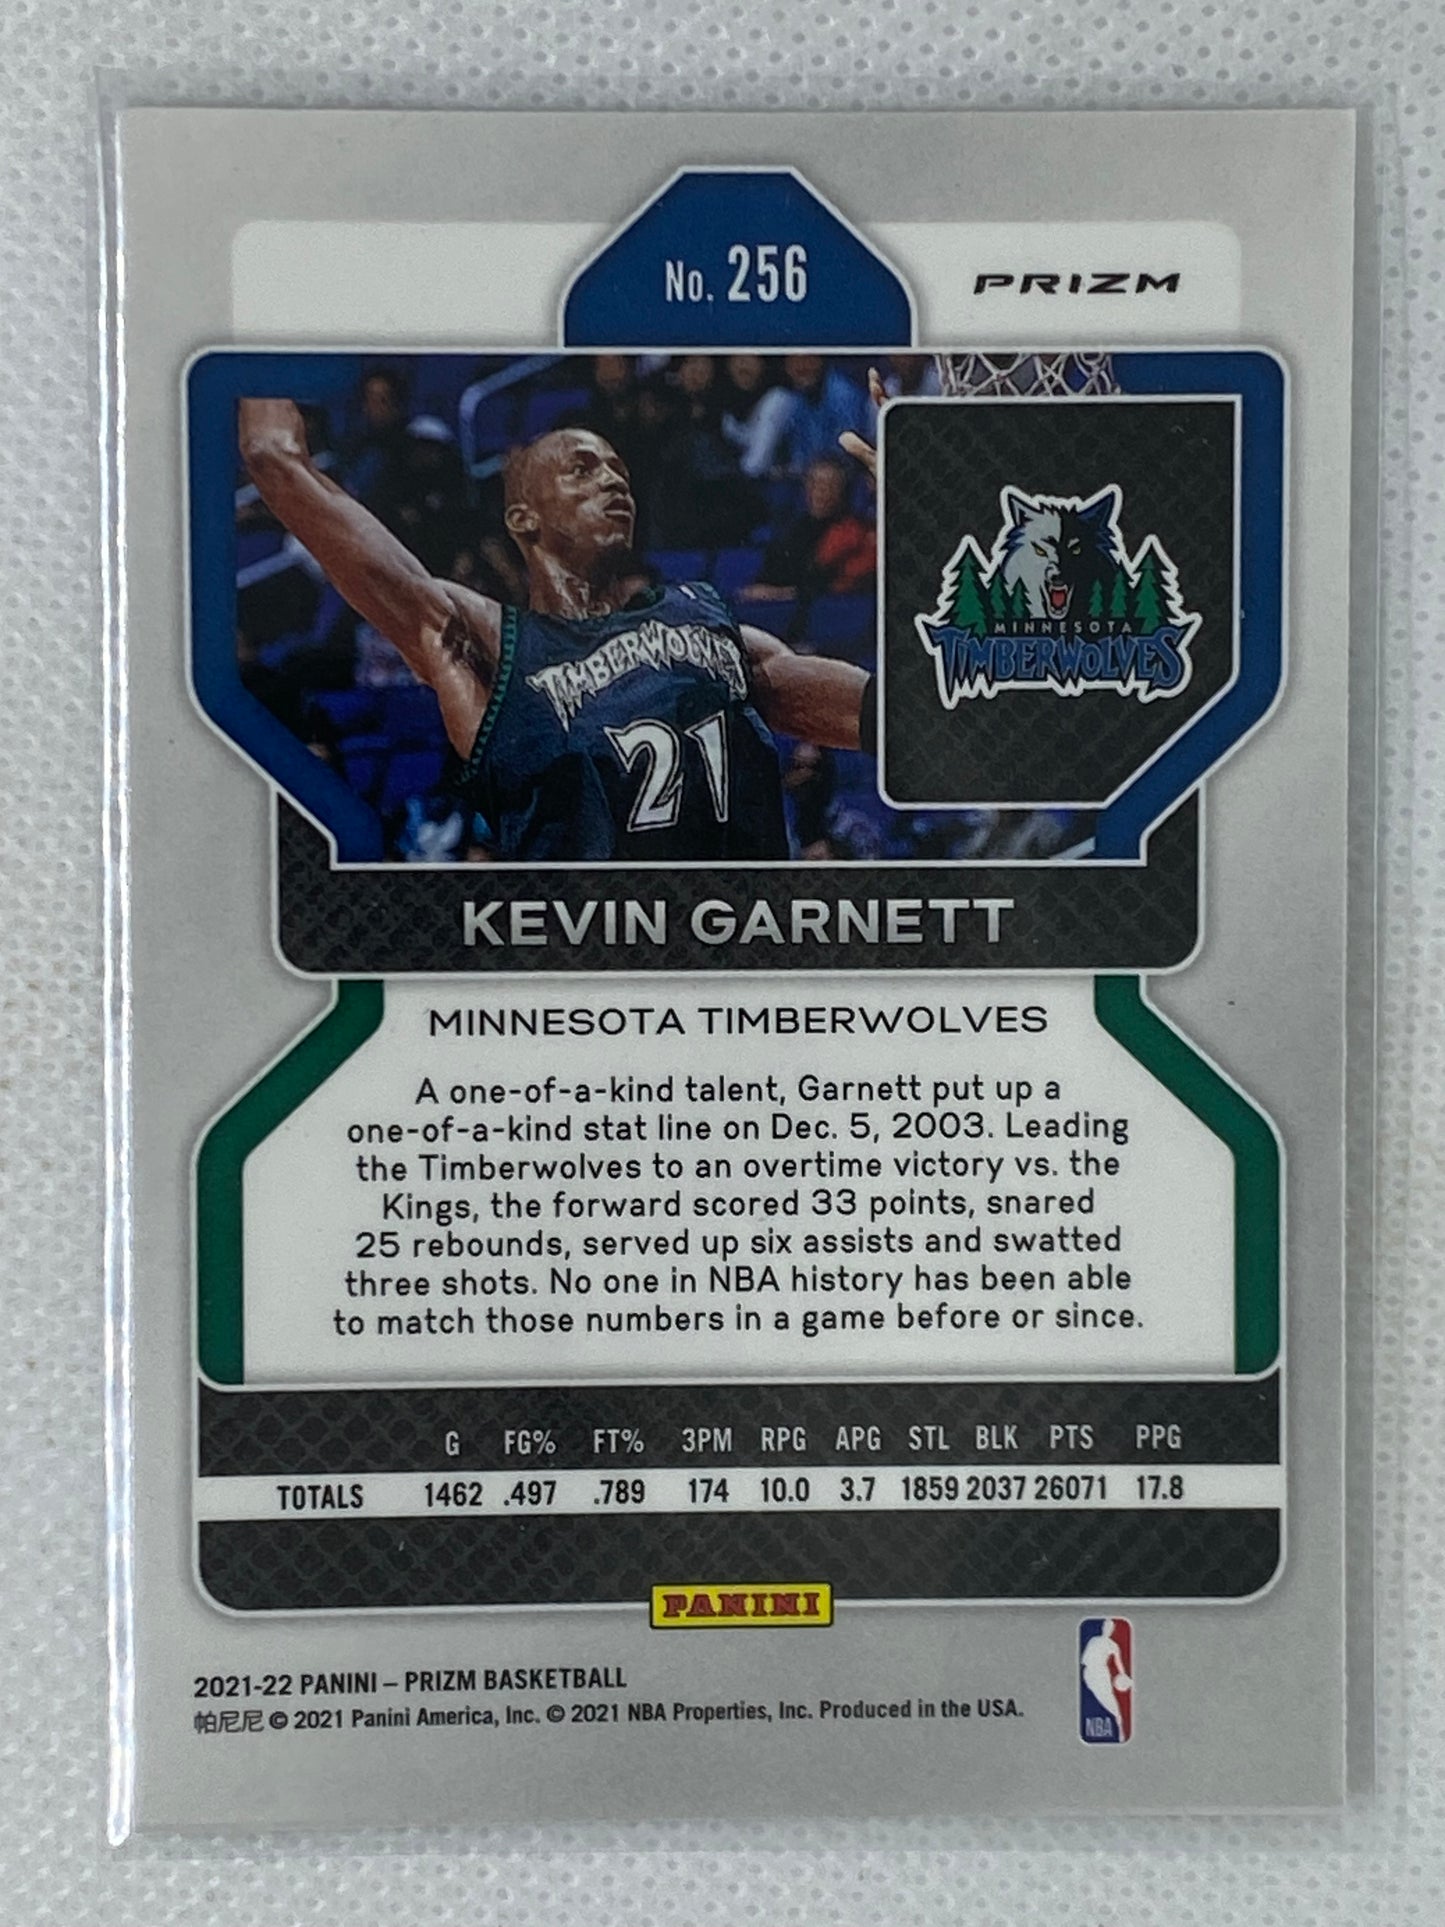 No. 256
PRIZM
MINNESOTA
TIMBERWOLVES
TIMBERWOLVES
21
KEVIN GARNETT
MINNESOTA TIMBERWOLVES
A one-of-a-kind talent, Garnett put up a
one-of-a-kind stat line on Dec. 5, 2003. Leading
the Timberwolves to an overtime victory vs. the
Kings, the forward scored 33 points, snared
25 rebounds, served up six assists and swatted
three shots. No one in NBA history has been able
to match those numbers in a game before or since.
G FG% FT% 3PM RPG APG STL BLK PTS PPG
TOTALS 1462 .497 .789 174 10.0 3.7 1859 2037 26071 17.8
PANINI
2021-22 PANINI – PRIZM BASKETBALL
帕尼尼 © 2021 Panini America, Inc. © 2021 NBA Properties, Inc. Produced in the USA.
NBA